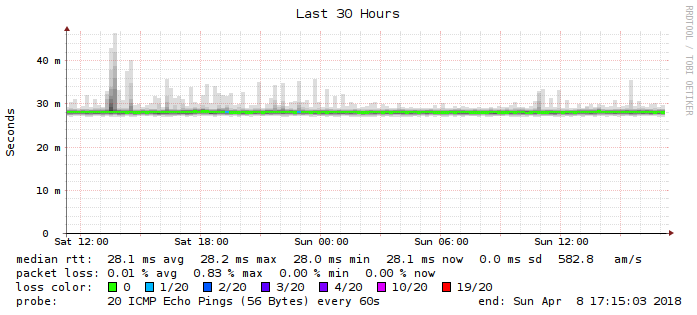 Last 30 Hours
RRDTOOL / TOBI OETIKER
Seconds
40 m
30 m
20 m
10 m
0
Sat 12:00 Sat 18:00 Sun 00:00 Sun 06:00 Sun 12:00
median rtt: 28.1 ms avg 28.2 ms max 28.0 ms min 28.1 ms now 0.0 ms sd 582.8 am/s
packet loss: 0.01 % avg 0.83 % max 0.00 % min 0.00 % now
loss color: 0 1/20 2/20 3/20 4/20 10/20 19/20
probe: 20 ICMP Echo Pings (56 Bytes) every 60s end: Sun Apr 8 17:15:03 2018